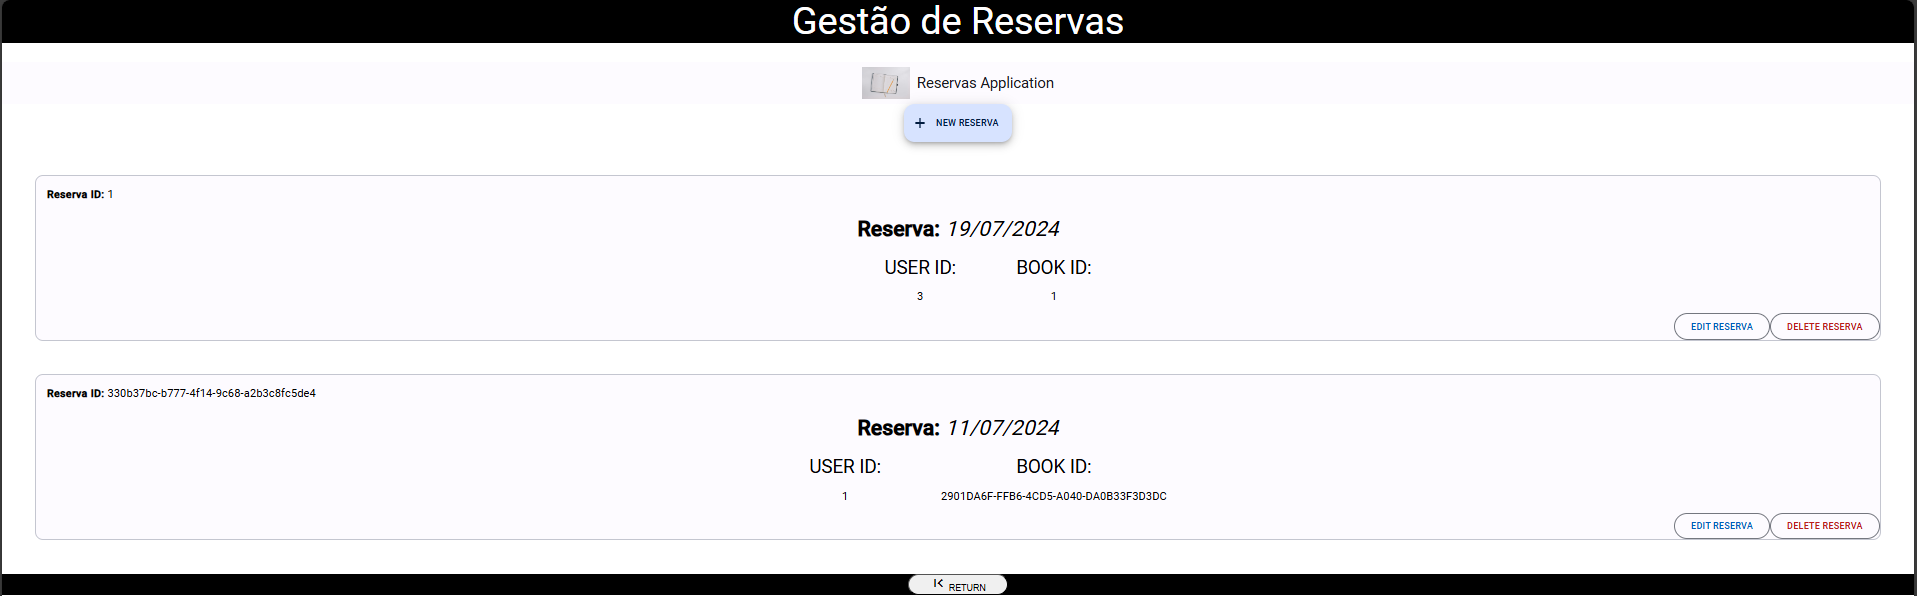 Gestão de Reservas
Reservas Application
+ NEW RESERVA
Reserva ID: 1
Reserva: 19/07/2024
USER ID: BOOK ID:
3 1
EDIT RESERVA DELETE RESERVA
Reserva ID: 330b37bc-b777-4f14-9c68-a2b3c8fc5de4
Reserva: 11/07/2024
USER ID: BOOK ID:
1 2901DA6F-FFB6-4CD5-A040-DA0B33F3D3DC
EDIT RESERVA DELETE RESERVA
RETURN